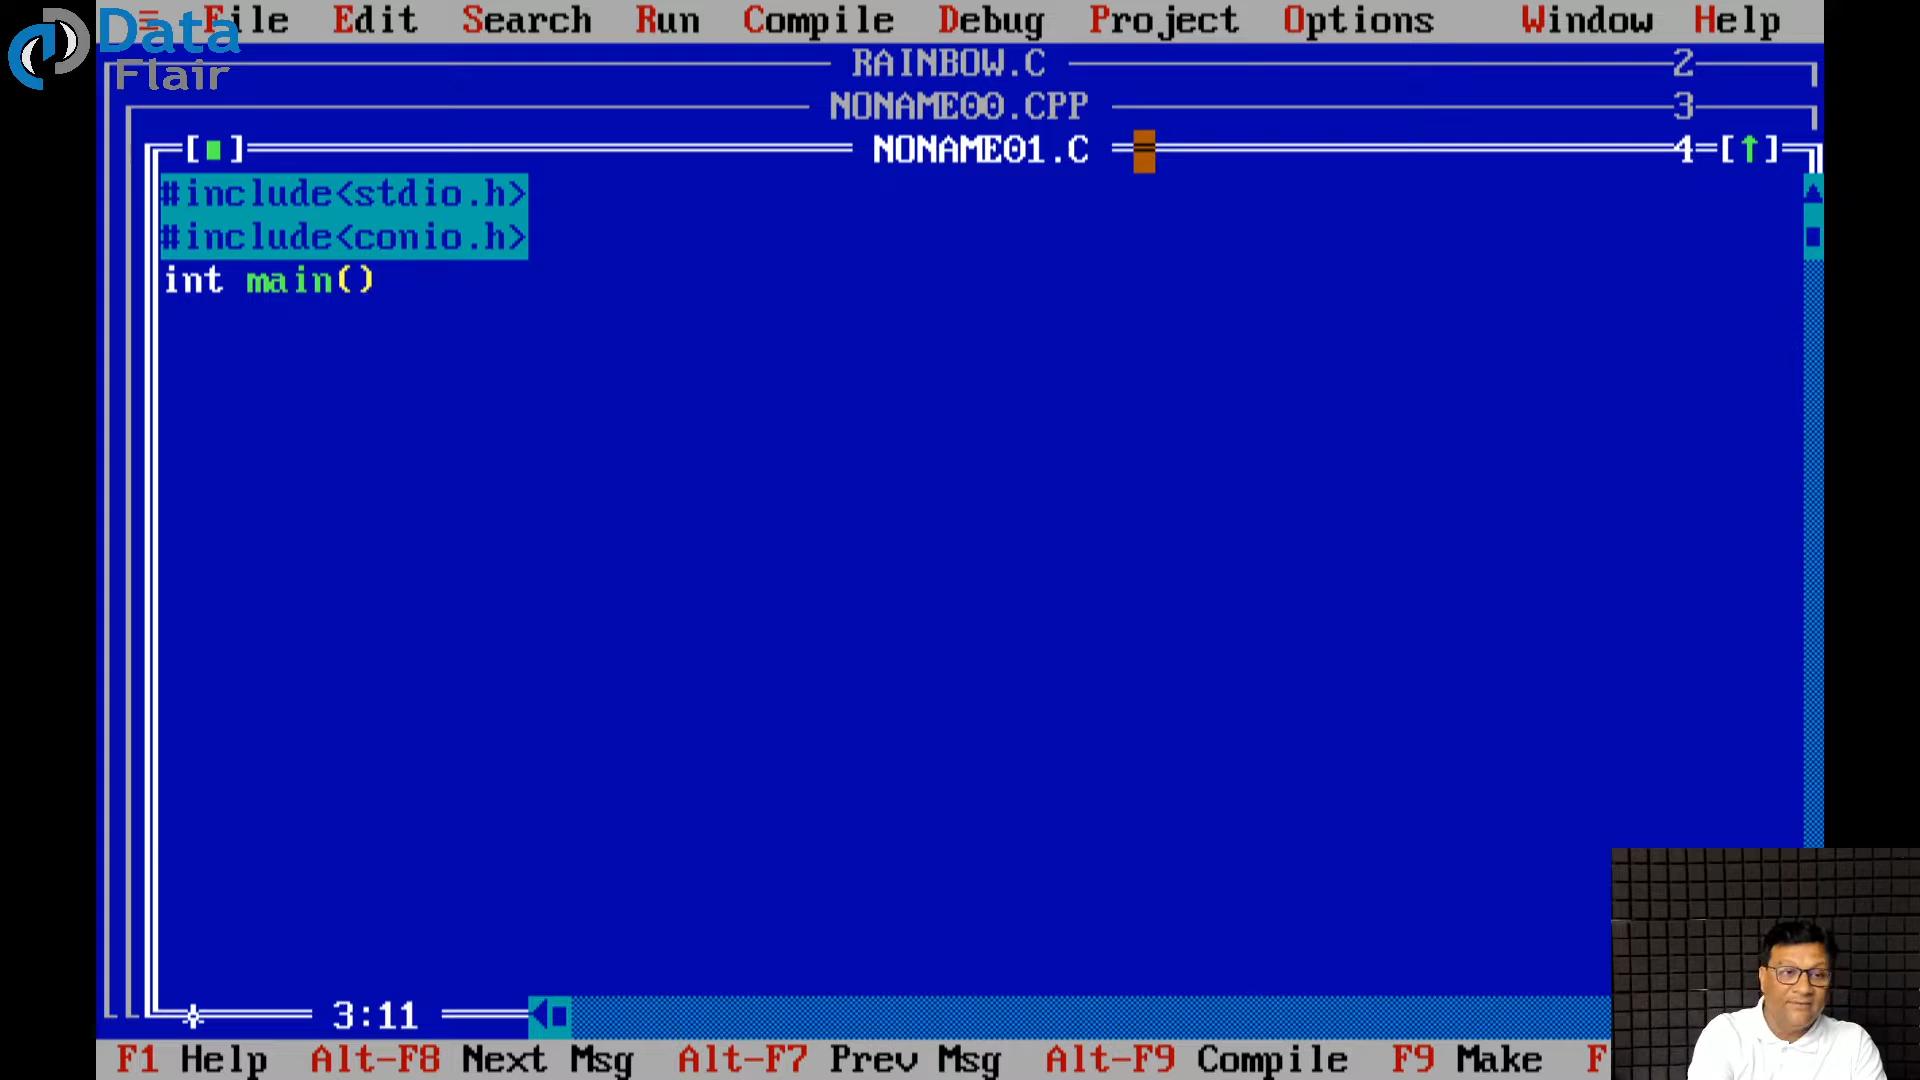 Data
Flair
≡ File Edit Search Run Compile Debug Project Options Window Help
RAINBOW.C 2
NONAME00.CPP 3
[■] NONAME01.C 4 [↑]
#include<stdio.h>
#include<conio.h>
int main()
3:11
F1 Help Alt-F8 Next Msg Alt-F7 Prev Msg Alt-F9 Compile F9 Make F